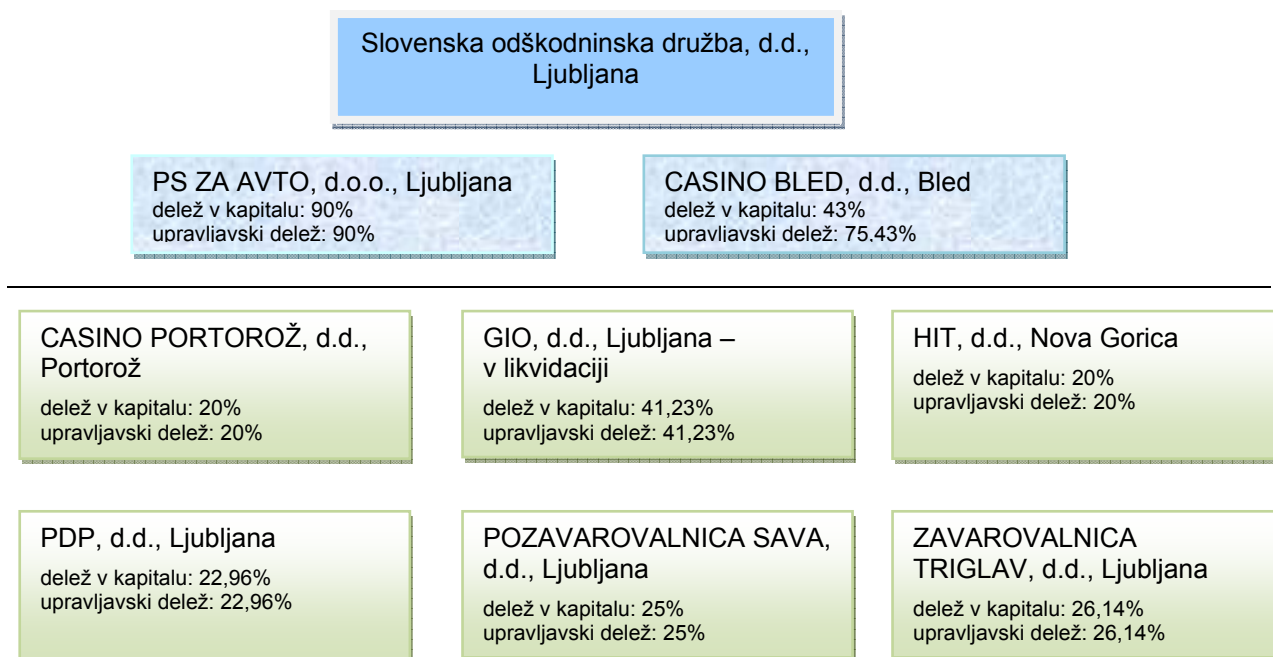 Slovenska odškodninska družba, d.d.,
Ljubljana
PS ZA AVTO, d.o.o., Ljubljana
delež v kapitalu: 90%
upravljavski delež: 90%
CASINO BLED, d.d., Bled
delež v kapitalu: 43%
upravljavski delež: 75,43%
CASINO PORTOROŽ, d.d.,
Portorož
delež v kapitalu: 20%
upravljavski delež: 20%
GIO, d.d., Ljubljana –
v likvidaciji
delež v kapitalu: 41,23%
upravljavski delež: 41,23%
HIT, d.d., Nova Gorica
delež v kapitalu: 20%
upravljavski delež: 20%
PDP, d.d., Ljubljana
delež v kapitalu: 22,96%
upravljavski delež: 22,96%
POZAVAROVALNICA SAVA,
d.d., Ljubljana
delež v kapitalu: 25%
upravljavski delež: 25%
ZAVAROVALNICA
TRIGLAV, d.d., Ljubljana
delež v kapitalu: 26,14%
upravljavski delež: 26,14%